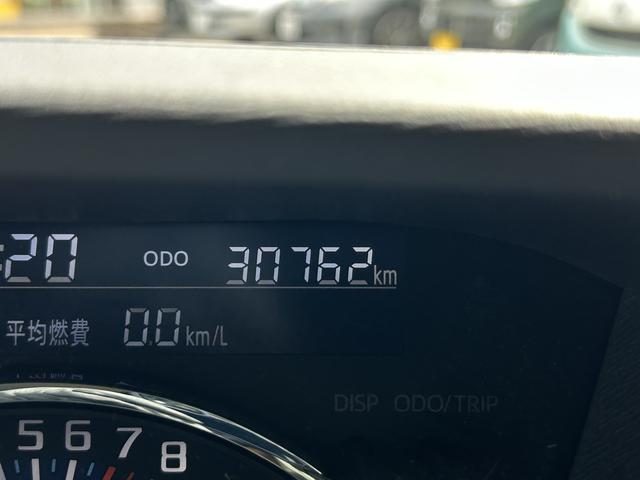 :20 ODO 30762km
平均燃費 0.0km/L
DISP ODO/TRIP
5 6 7 8